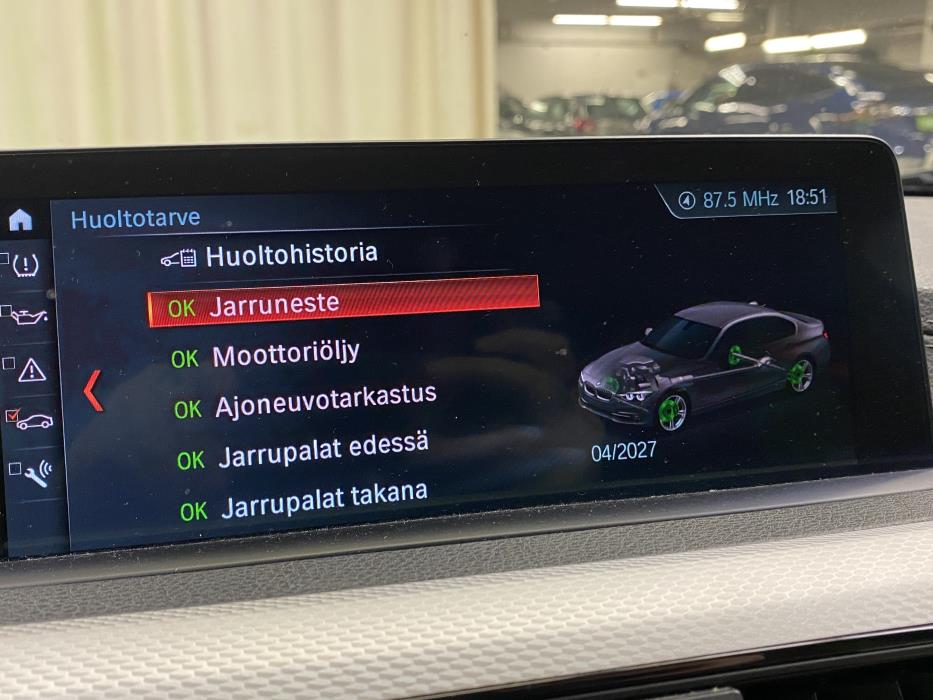 Huoltotarve
87.5 MHz 18:51
Huoltohistoria
OK Jarruneste
OK Moottoriöljy
OK Ajoneuvotarkastus
OK Jarrupalat edessä
OK Jarrupalat takana
04/2027